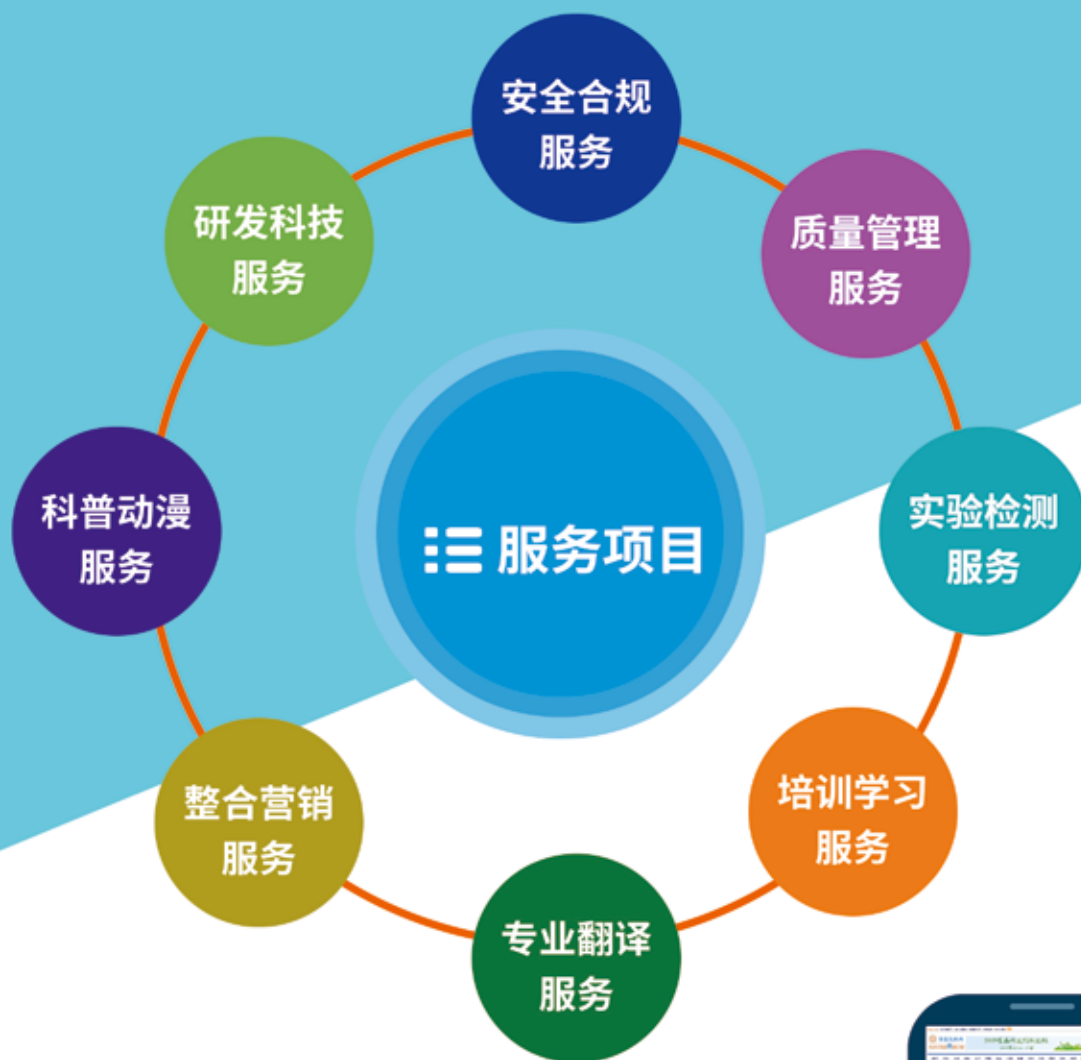 安全合规
服务
质量管理
服务
实验检测
服务
培训学习
服务
专业翻译
服务
整合营销
服务
科普动漫
服务
研发科技
服务
服务项目